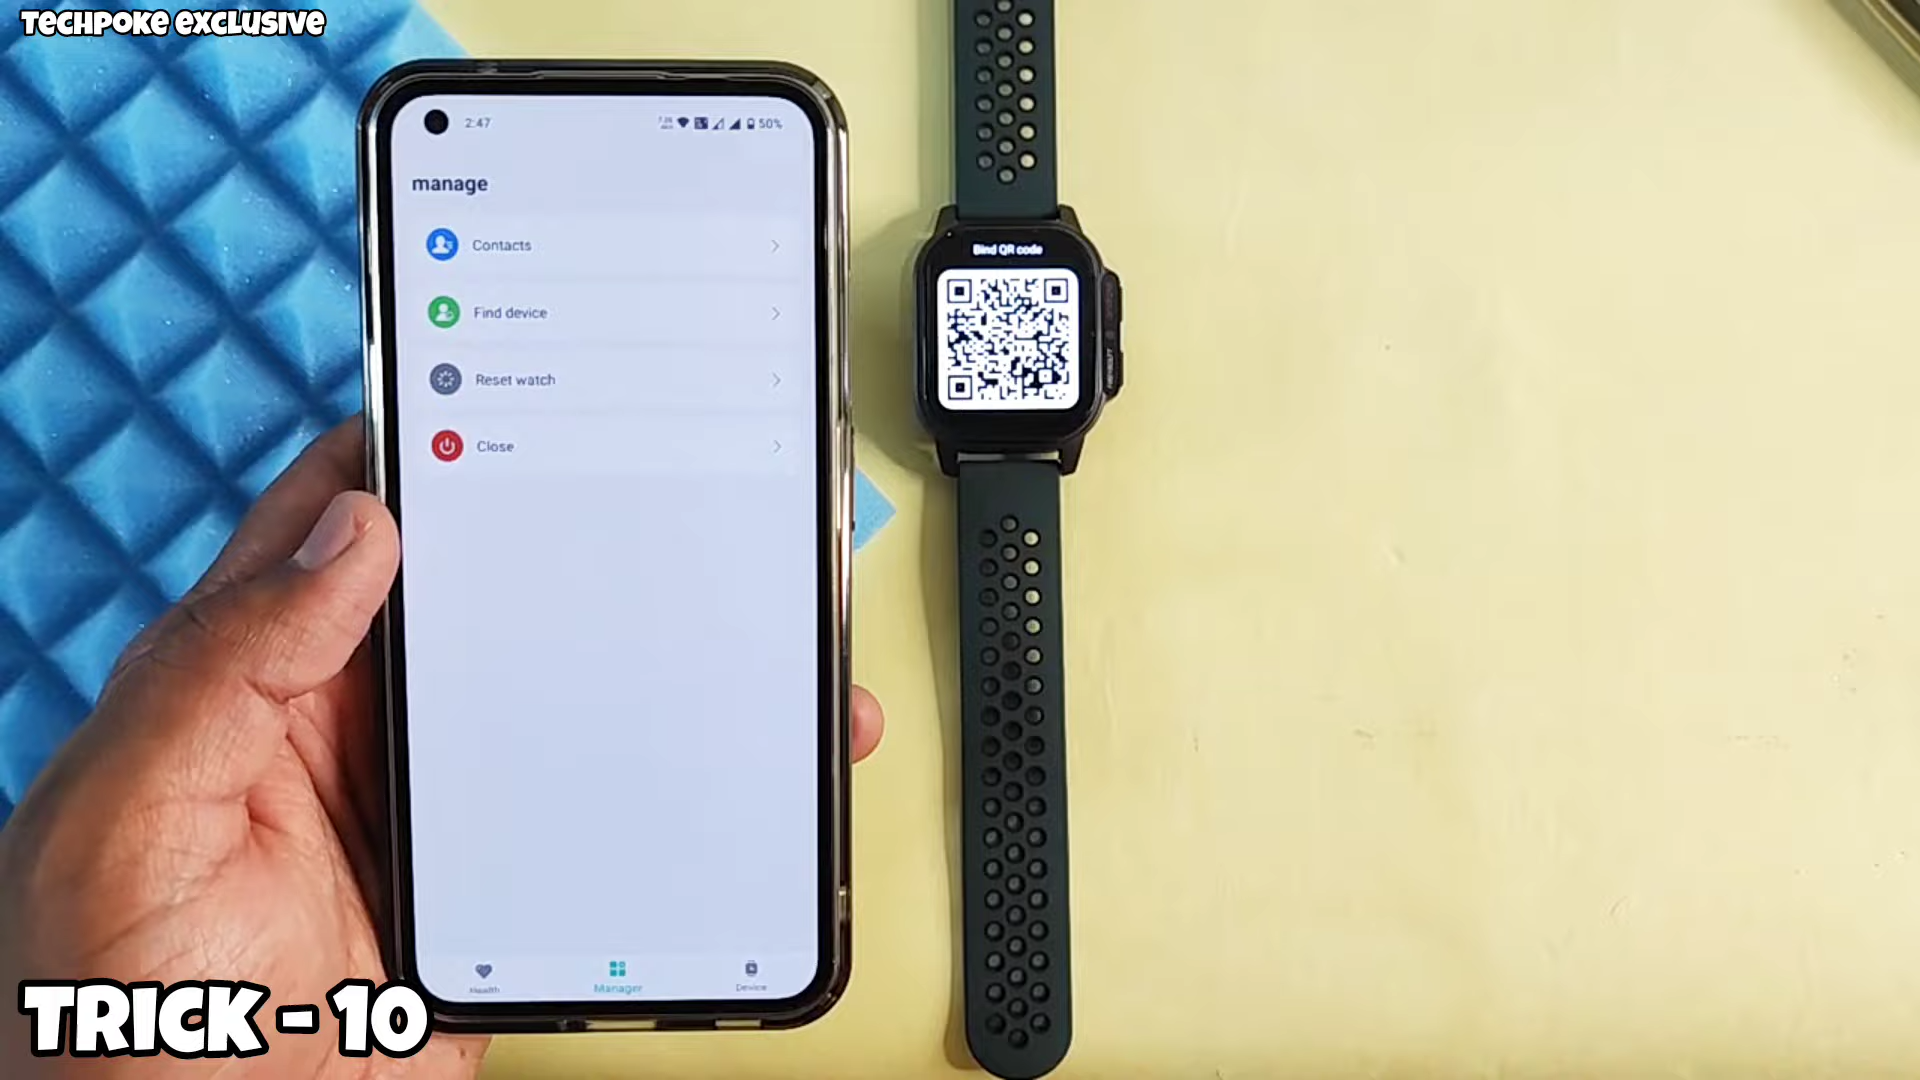 TECHPOKE EXCLUSIVE
2:47
50%
manage
Contacts
Find device
Reset watch
Close
Health
Manager
Device
Bind QR code
TRICK - 10